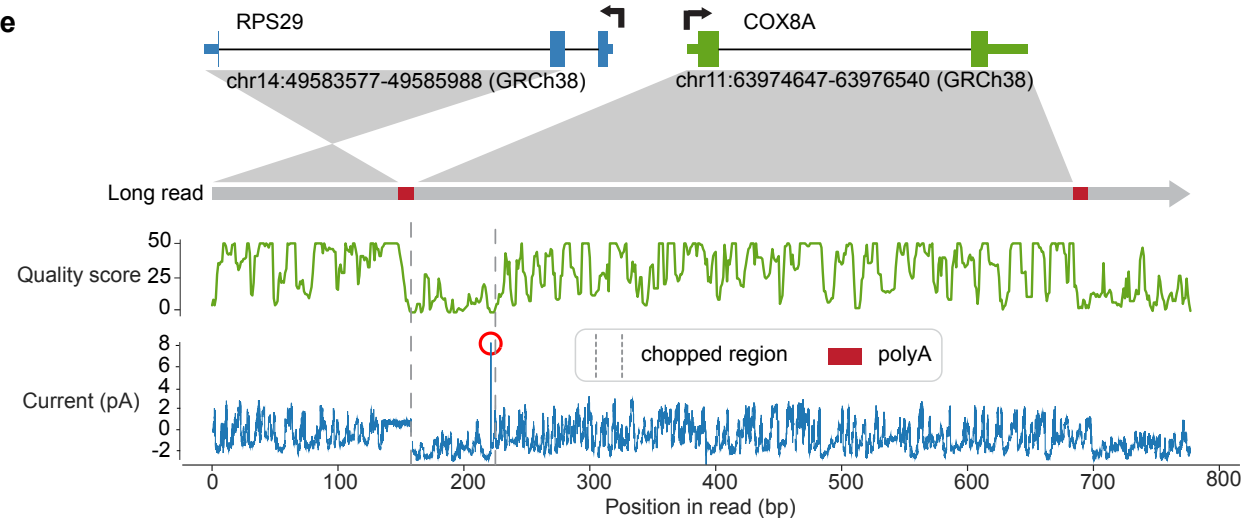 e
RPS29
COX8A
chr14:49583577-49585988 (GRCh38)
chr11:63974647-63976540 (GRCh38)
Long read
Quality score
50
25
0
chopped region
polyA
Current (pA)
8
6
4
2
0
-2
0 100 200 300 400 500 600 700 800
Position in read (bp)